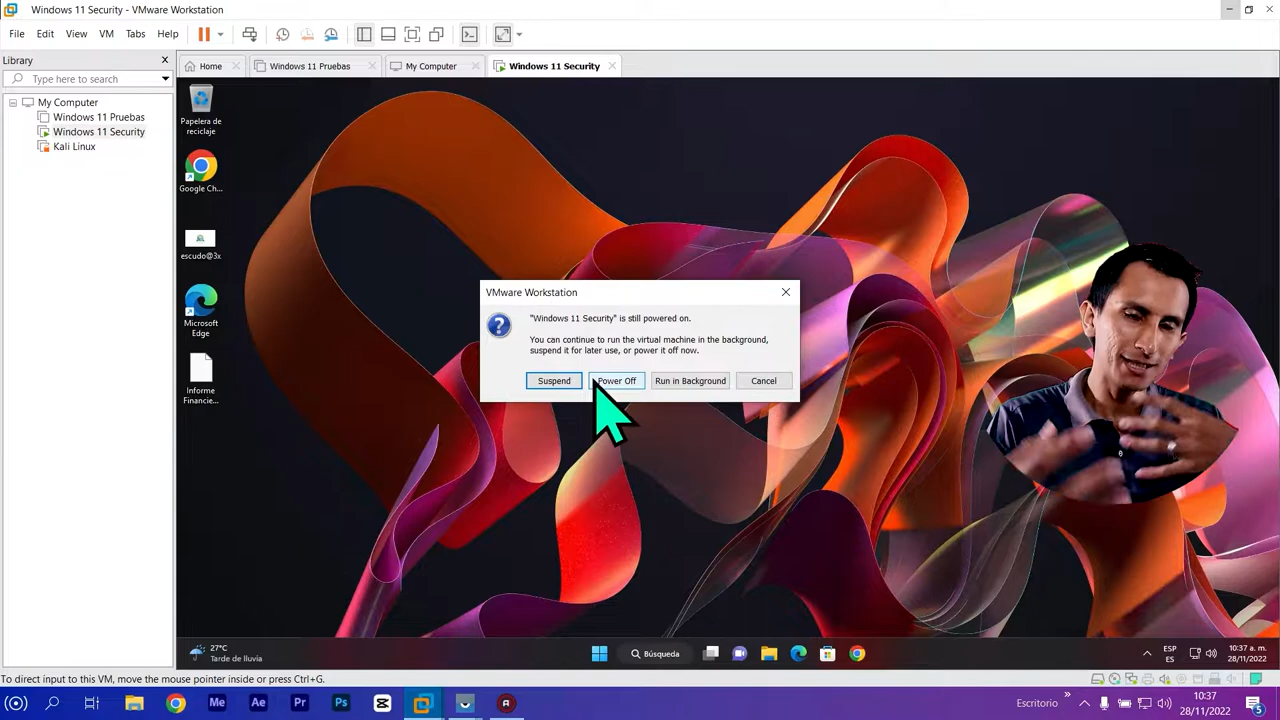 Windows 11 Security - VMware Workstation
File Edit View VM Tabs Help
Library
Type here to search
My Computer
Windows 11 Pruebas
Windows 11 Security
Kali Linux
Home
Windows 11 Pruebas
My Computer
Windows 11 Security
Papelera de
reciclaje
Google Ch...
escudo@3x
Microsoft
Edge
Informe
Financie...
VMware Workstation
"Windows 11 Security" is still powered on.
You can continue to run the virtual machine in the background,
suspend it for later use, or power it off now.
Suspend Power Off Run in Background Cancel
27°C
Tarde de lluvia
Búsqueda
ESP
ES
10:37 a. m.
28/11/2022
To direct input to this VM, move the mouse pointer inside or press Ctrl+G.
Me Ae Pr Ps
Escritorio
10:37
28/11/2022
5